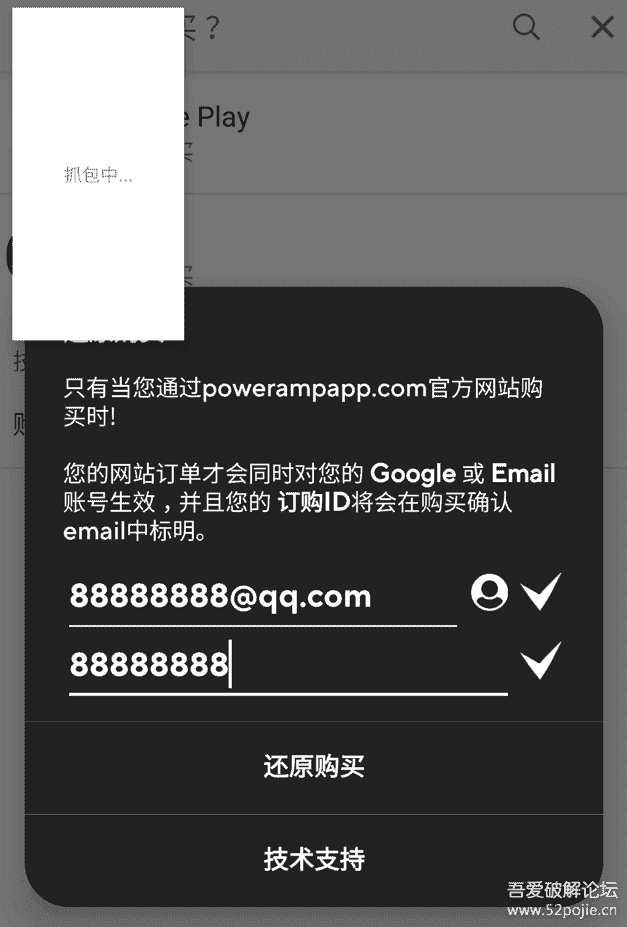 买？
Play
买
抓包中...
买
只有当您通过powerampapp.com官方网站购
买时!
您的网站订单才会同时对您的 Google 或 Email
账号生效，并且您的 订购ID将会在购买确认
email中标明。
88888888@qq.com
88888888
还原购买
技术支持
吾爱破解论坛
www.52pojie.cn